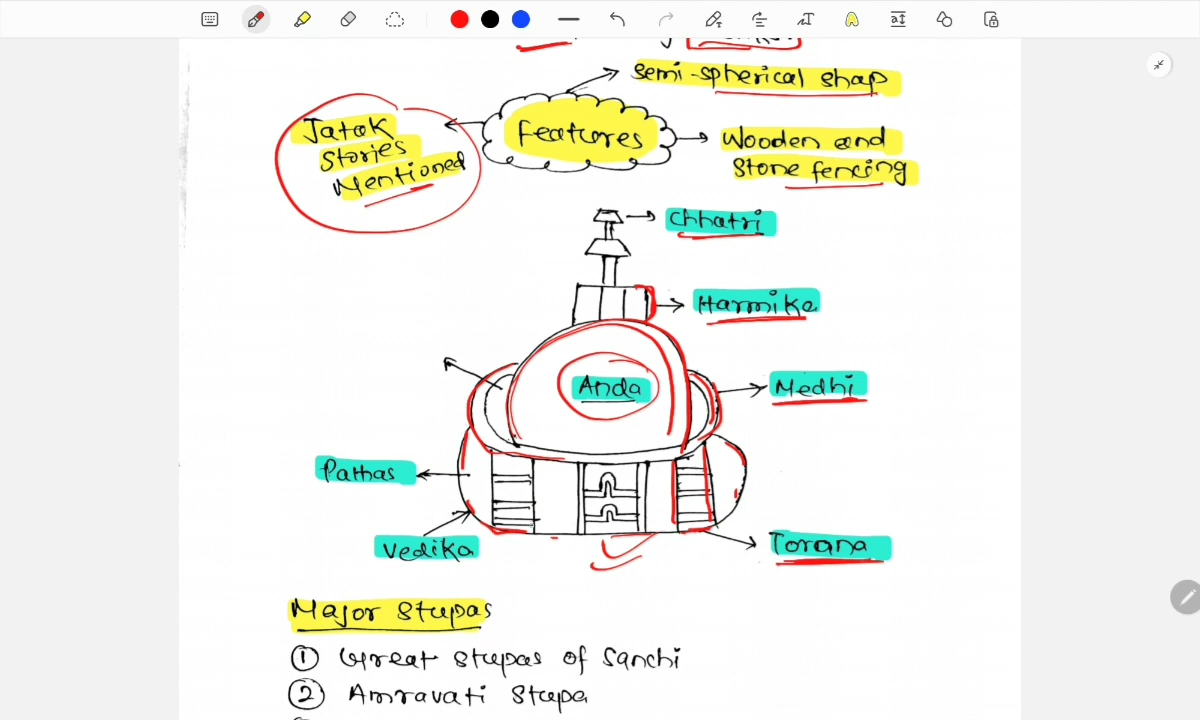 Semi-spherical shap
Features
Jatak
Stories
Mentioned
Wooden and
Stone fencing
Chhatri
Harmika
Anda
Medhi
Pathas
Vedika
Torana
Major Stupas
① Great Stupas of Sanchi
② Amravati Stupa